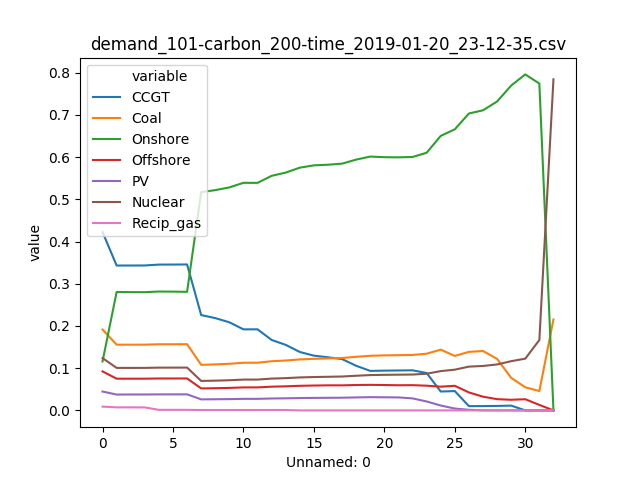 demand_101-carbon_200-time_2019-01-20_23-12-35.csv
variable
CCGT
Coal
Onshore
Offshore
PV
Nuclear
Recip_gas
value
0.8
0.7
0.6
0.5
0.4
0.3
0.2
0.1
0.0
0 5 10 15 20 25 30
Unnamed: 0